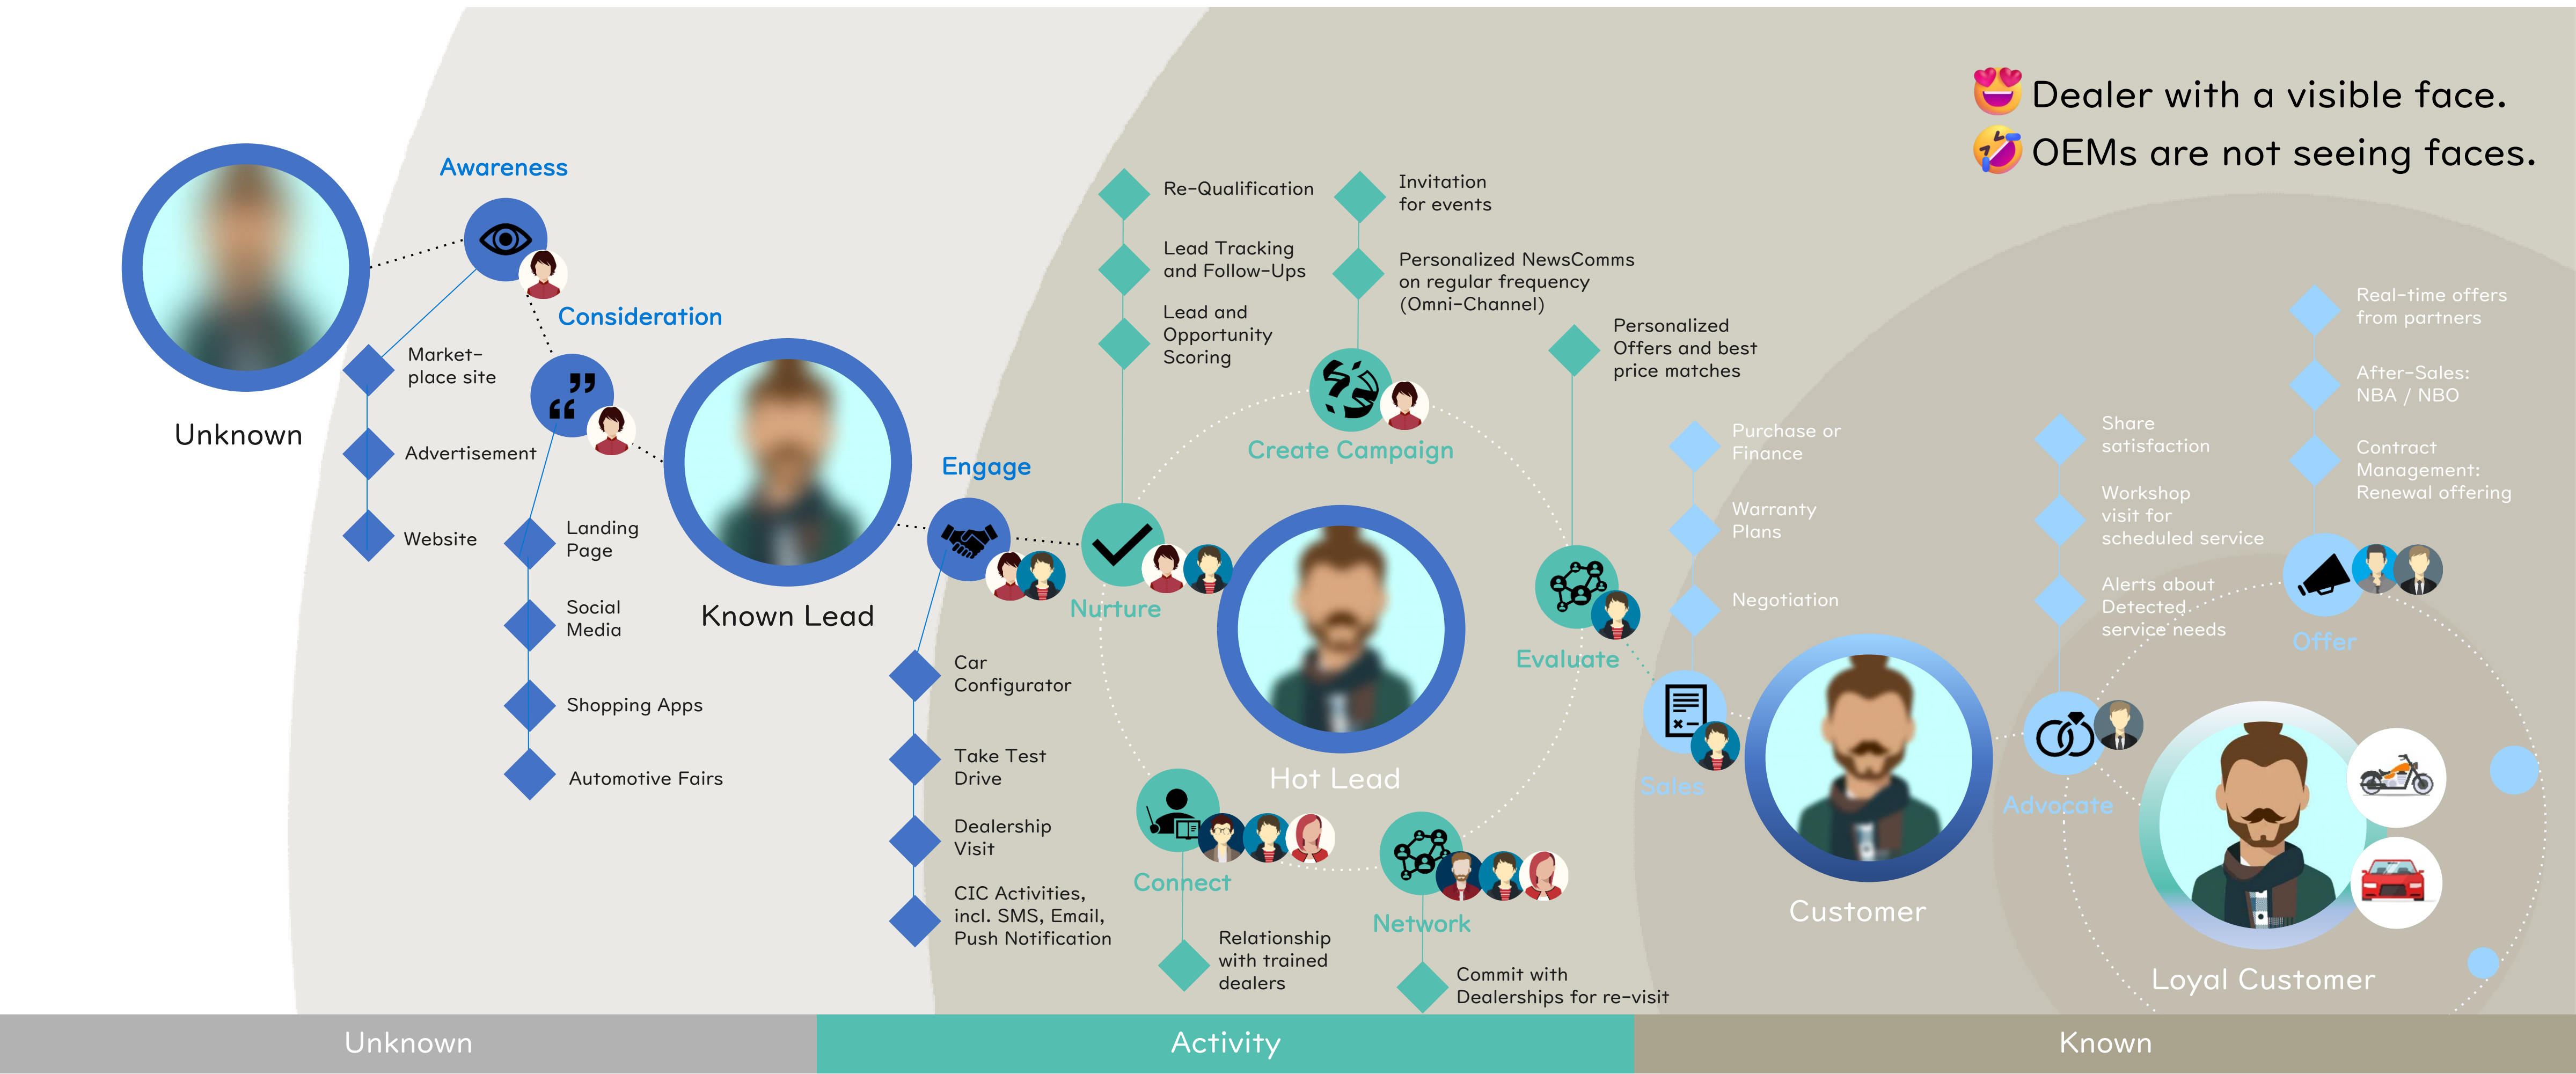 Dealer with a visible face.
OEMs are not seeing faces.
Unknown
Awareness
Market-
place site
Advertisement
Website
Consideration
Landing
Page
Social
Media
Shopping Apps
Automotive Fairs
Known Lead
Engage
Car
Configurator
Take Test
Drive
Dealership
Visit
CIC Activities,
incl. SMS, Email,
Push Notification
Re-Qualification
Lead Tracking
and Follow-Ups
Lead and
Opportunity
Scoring
Nurture
Invitation
for events
Personalized NewsComms
on regular frequency
(Omni-Channel)
Create Campaign
Hot Lead
Connect
Relationship
with trained
dealers
Network
Commit with
Dealerships for re-visit
Personalized
Offers and best
price matches
Evaluate
Purchase or
Finance
Warranty
Plans
Negotiation
Sales
Customer
Share
satisfaction
Workshop
visit for
scheduled service
Alerts about
Detected
service needs
Advocate
Real-time offers
from partners
After-Sales:
NBA / NBO
Contract
Management:
Renewal offering
Offer
Loyal Customer
Unknown
Activity
Known